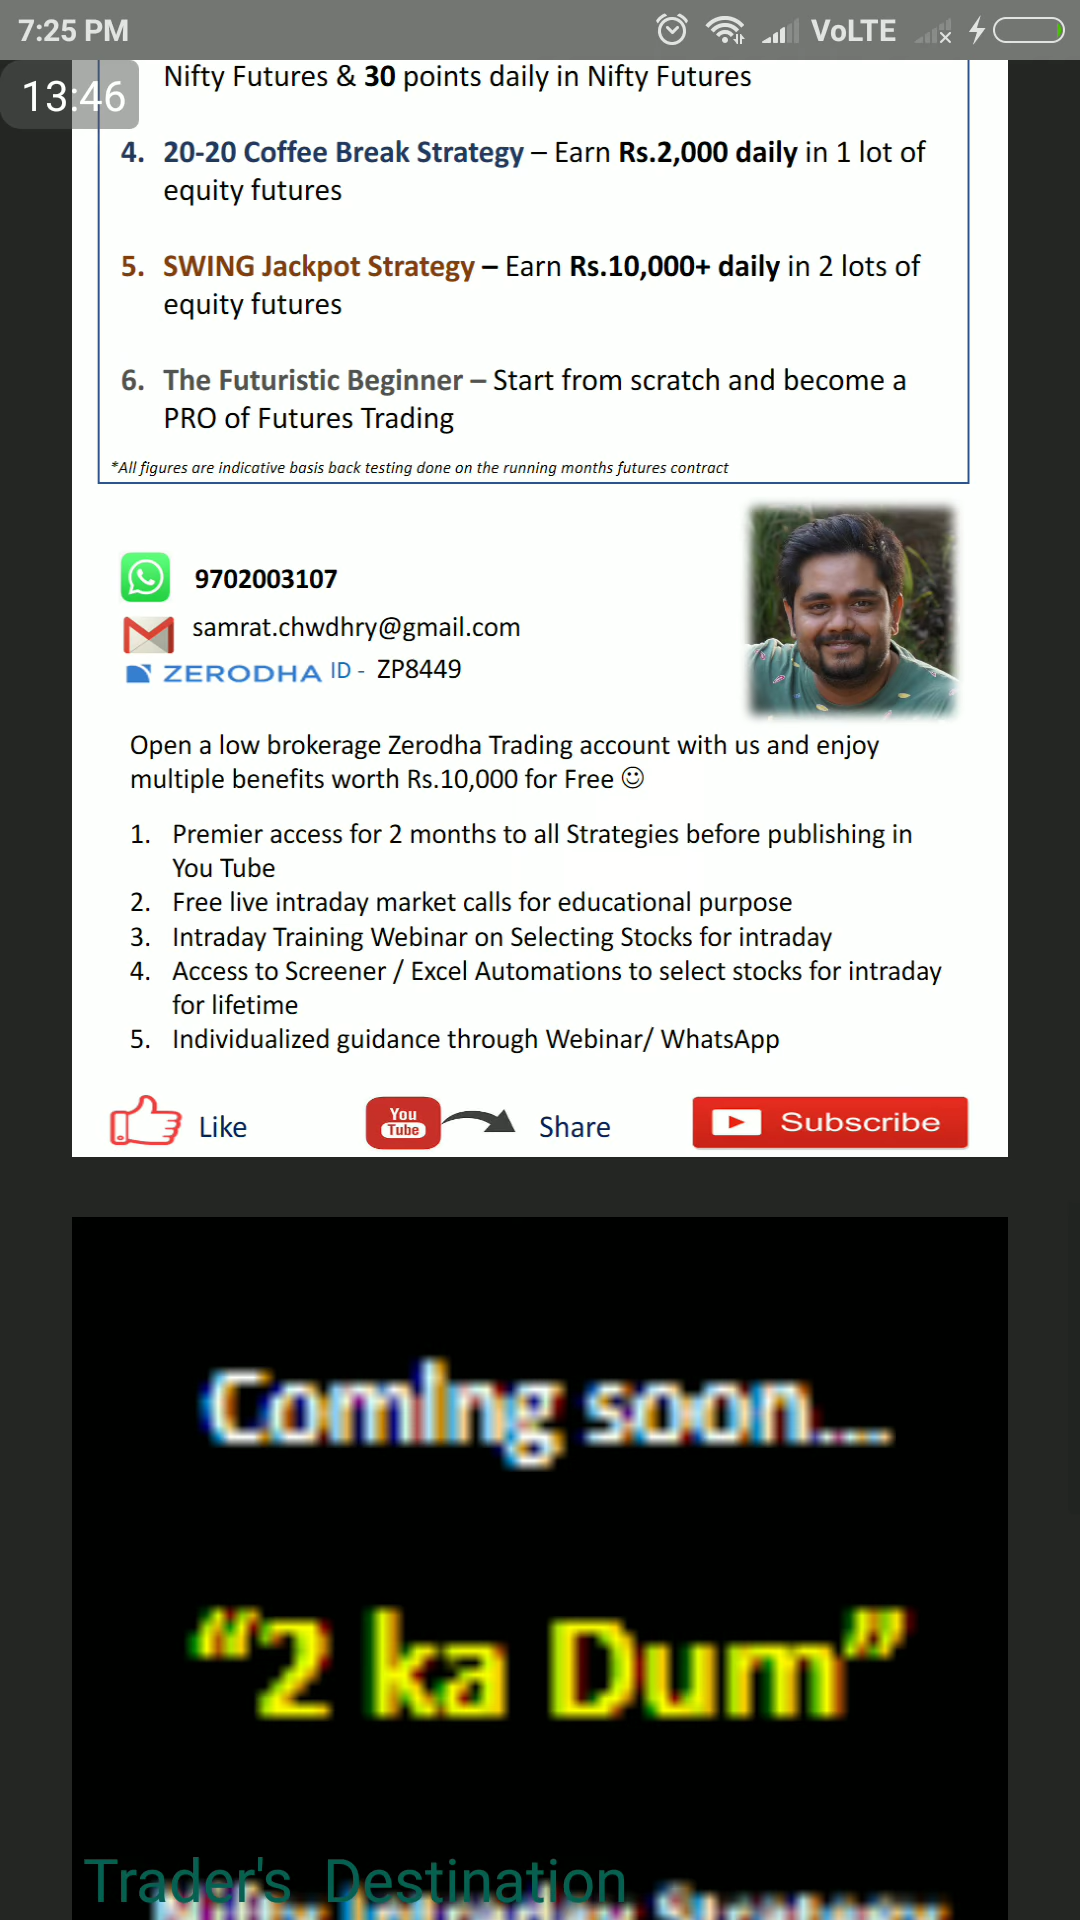 7:25 PM
VoLTE
13:46
Nifty Futures & 30 points daily in Nifty Futures
4. 20-20 Coffee Break Strategy – Earn Rs.2,000 daily in 1 lot of
equity futures
5. SWING Jackpot Strategy – Earn Rs.10,000+ daily in 2 lots of
equity futures
6. The Futuristic Beginner – Start from scratch and become a
PRO of Futures Trading
*All figures are indicative basis back testing done on the running months futures contract
9702003107
samrat.chwdhry@gmail.com
ZERODHA ID - ZP8449
Open a low brokerage Zerodha Trading account with us and enjoy
multiple benefits worth Rs.10,000 for Free ☺
1. Premier access for 2 months to all Strategies before publishing in
You Tube
2. Free live intraday market calls for educational purpose
3. Intraday Training Webinar on Selecting Stocks for intraday
4. Access to Screener / Excel Automations to select stocks for intraday
for lifetime
5. Individualized guidance through Webinar/ WhatsApp
Like
You
Tube
Share
Subscribe
Coming soon...
“2 ka Dum”
Trader's Destination